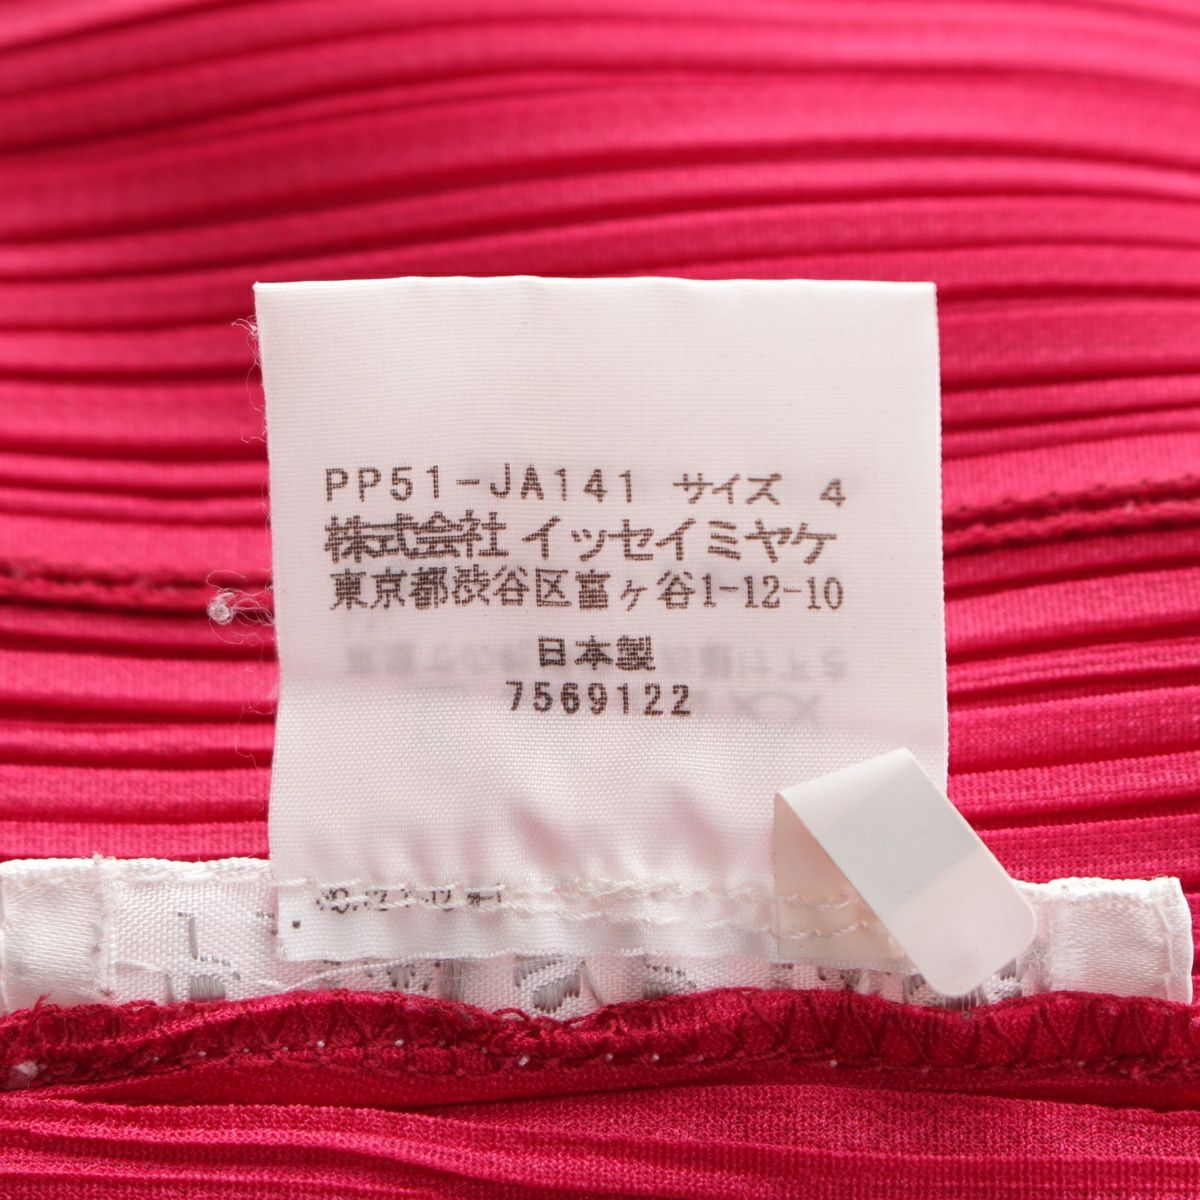 PP51-JA141 サイズ 4
株式会社イッセイミヤケ
東京都渋谷区富ヶ谷1-12-10
日本製
7569122